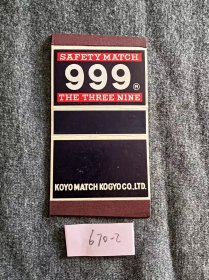 SAFETY MATCH
999 ®
THE THREE NINE
KOYO MATCH KOGYO CO., LTD.
670-2